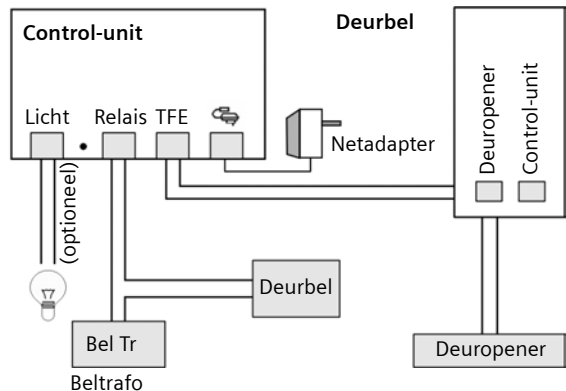 Control-unit
Deurbel
Licht
Relais
TFE
(optioneel)
Netadapter
Deuropener
Control-unit
Deurbel
Bel Tr
Beltrafo
Deuropener